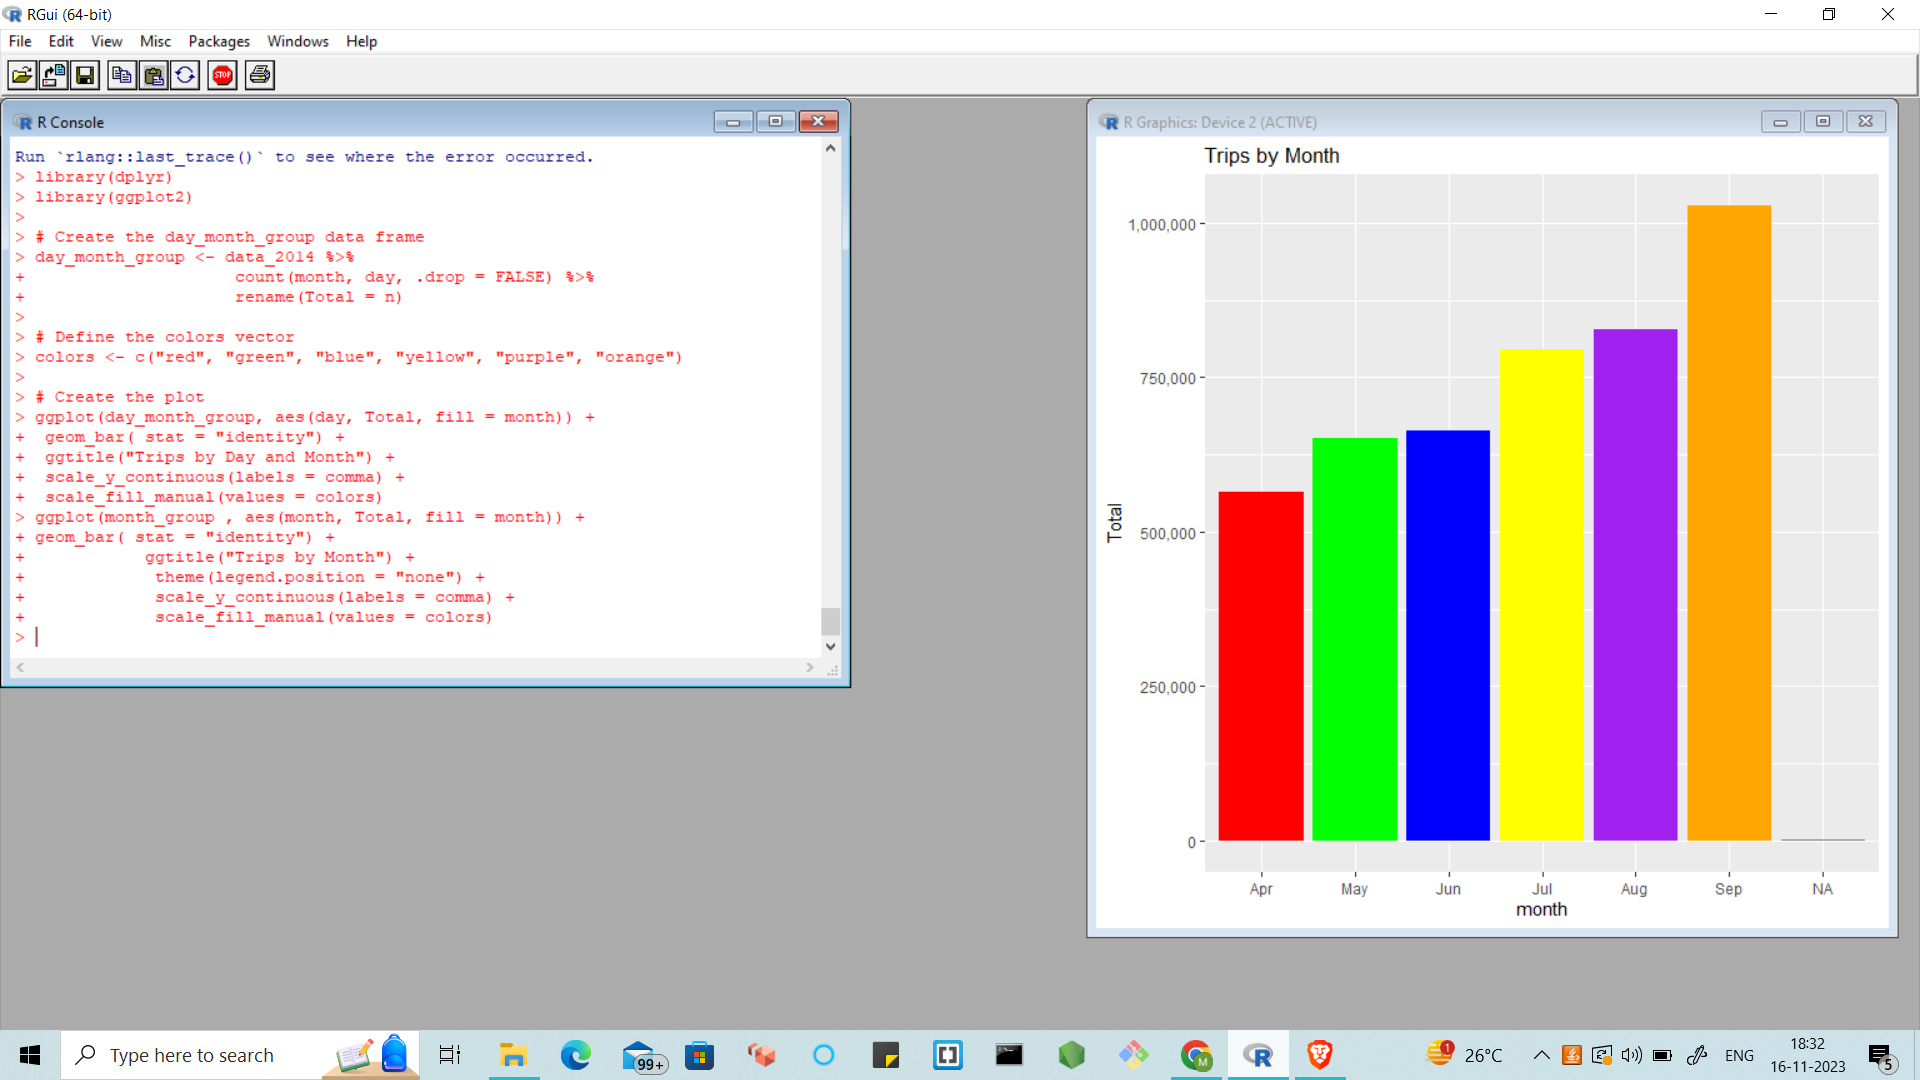 RGui (64-bit)
File Edit View Misc Packages Windows Help
STOP
R Console
Run `rlang::last_trace()` to see where the error occurred.
> library(dplyr)
> library(ggplot2)
>
> # Create the day_month_group data frame
> day_month_group <- data_2014 %>%
+                     count(month, day, .drop = FALSE) %>%
+                     rename(Total = n)
>
> # Define the colors vector
> colors <- c("red", "green", "blue", "yellow", "purple", "orange")
>
> # Create the plot
> ggplot(day_month_group, aes(day, Total, fill = month)) +
+  geom_bar( stat = "identity") +
+  ggtitle("Trips by Day and Month") +
+  scale_y_continuous(labels = comma) +
+  scale_fill_manual(values = colors)
> ggplot(month_group , aes(month, Total, fill = month)) +
+ geom_bar( stat = "identity") +
+            ggtitle("Trips by Month") +
+             theme(legend.position = "none") +
+             scale_y_continuous(labels = comma) +
+             scale_fill_manual(values = colors)
>
R Graphics: Device 2 (ACTIVE)
Trips by Month
1,000,000
750,000
500,000
250,000
0
Total
Apr May Jun Jul Aug Sep NA
month
Type here to search
99+
M
1
26°C
ENG
18:32
16-11-2023
5